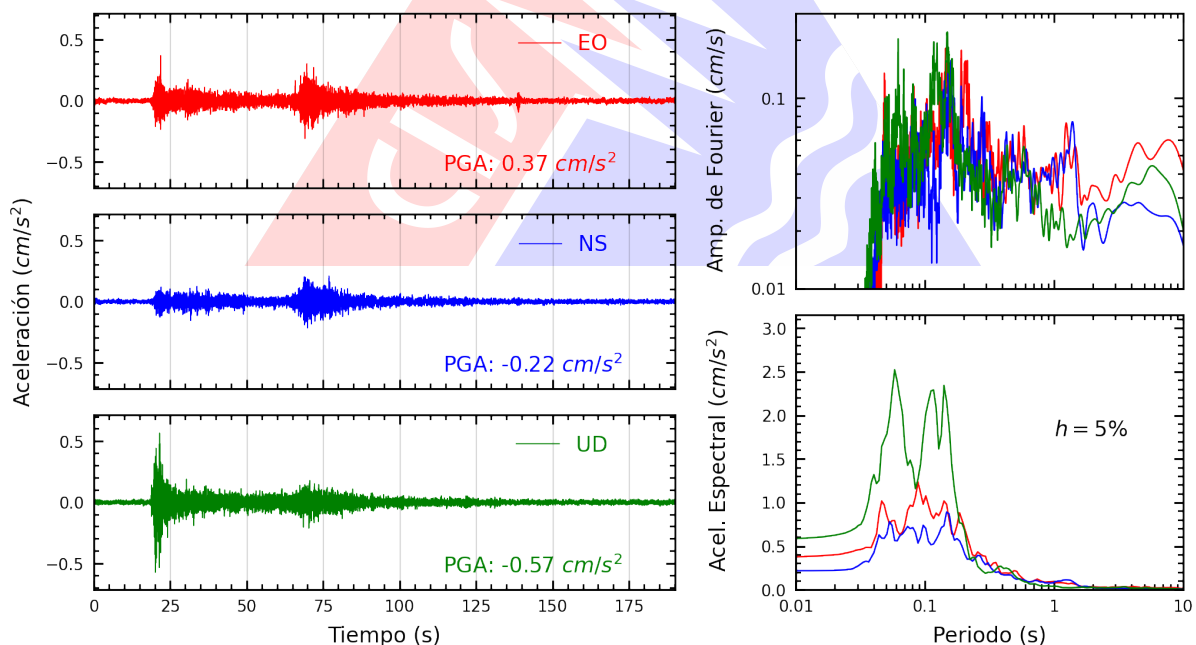 Aceleración (cm/s²)
0.5
0.0
−0.5
EO
PGA: 0.37 cm/s²
0.5
0.0
−0.5
NS
PGA: -0.22 cm/s²
0.5
0.0
−0.5
UD
PGA: -0.57 cm/s²
0 25 50 75 100 125 150 175
Tiempo (s)
Amp. de Fourier (cm/s)
0.1
0.01
Acel. Espectral (cm/s²)
3.0
2.5
2.0
1.5
1.0
0.5
0.0
h = 5%
0.01 0.1 1 10
Periodo (s)